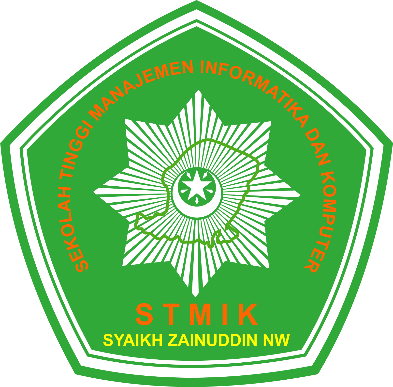 SEKOLAH TINGGI MANAJEMEN INFORMATIKA DAN KOMPUTER
STMIK
SYAIKH ZAINUDDIN NW